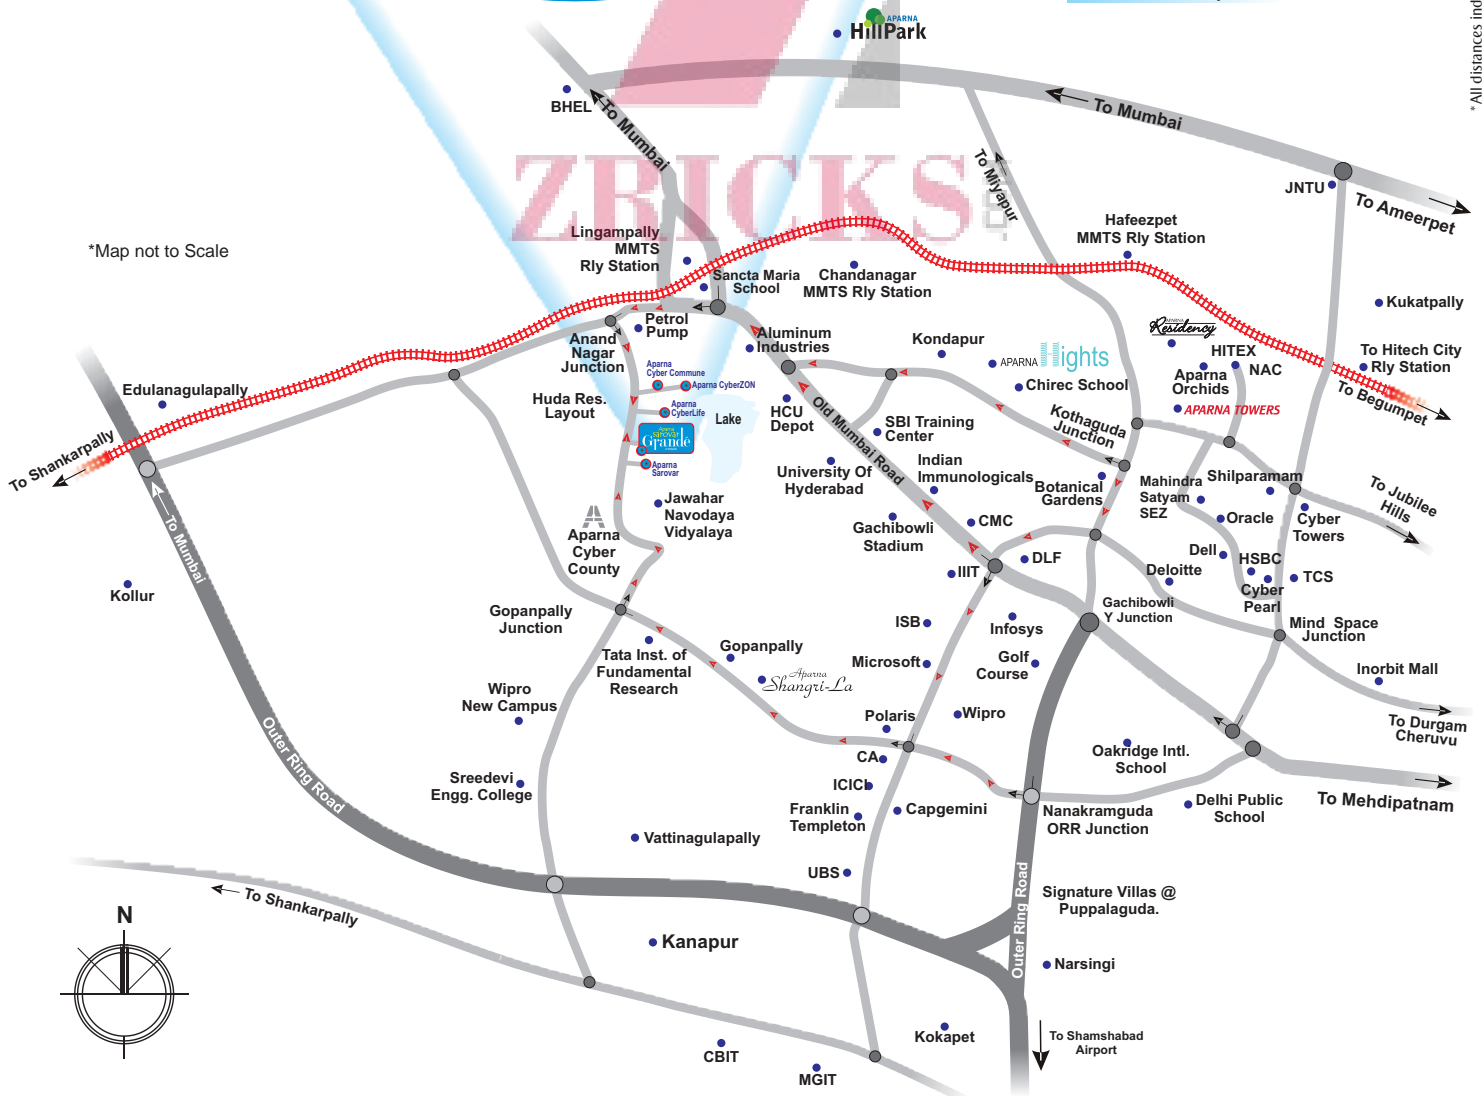 * All distances ind
APARNA
HillPark
BHEL
To Mumbai
To Mumbai
To Miyapur
JNTU
To Ameerpet
ZRICKS
*Map not to Scale
Lingampally
MMTS
Rly Station
Sancta Maria
School
Chandanagar
MMTS Rly Station
Hafeezpet
MMTS Rly Station
Kukatpally
Petrol
Pump
Anand
Nagar
Junction
Aluminum
Industries
Kondapur
APARNA Hights
Chirec School
APARNA
Residency
HITEX
NAC
Aparna
Orchids
APARNA TOWERS
To Hitech City
Rly Station
To Begumpet
Edulanagulapally
To Shankarpally
Huda Res.
Layout
Aparna
Cyber Commune
Aparna CyberZON
Aparna
CyberLife
Aparna
Sarovar
Grandé
Aparna
Sarovar
Lake
HCU
Depot
Old Mumbai Road
SBI Training
Center
Kothaguda
Junction
University Of
Hyderabad
Indian
Immunologicals
Botanical
Gardens
Mahindra
Satyam
SEZ
Shilparamam
Oracle
Cyber
Towers
To Jubilee
Hills
Jawahar
Navodaya
Vidyalaya
Aparna
Cyber
County
Gachibowli
Stadium
CMC
DLF
IIIT
Dell
HSBC
Cyber
Pearl
TCS
Deloitte
To Mumbai
Kollur
Gopanpally
Junction
ISB
Infosys
Gachibowli
Y Junction
Mind Space
Junction
Tata Inst. of
Fundamental
Research
Gopanpally
Aparna
Shangri-La
Microsoft
Golf
Course
Inorbit Mall
Wipro
New Campus
Polaris
Wipro
To Durgam
Cheruvu
Outer Ring Road
CA
Oakridge Intl.
School
Sreedevi
Engg. College
ICICI
Franklin
Templeton
Capgemini
Nanakramguda
ORR Junction
Delhi Public
School
To Mehdipatnam
Vattinagulapally
UBS
To Shankarpally
Outer Ring Road
Signature Villas @
Puppalaguda.
N
Kanapur
Narsingi
Kokapet
To Shamshabad
Airport
CBIT
MGIT